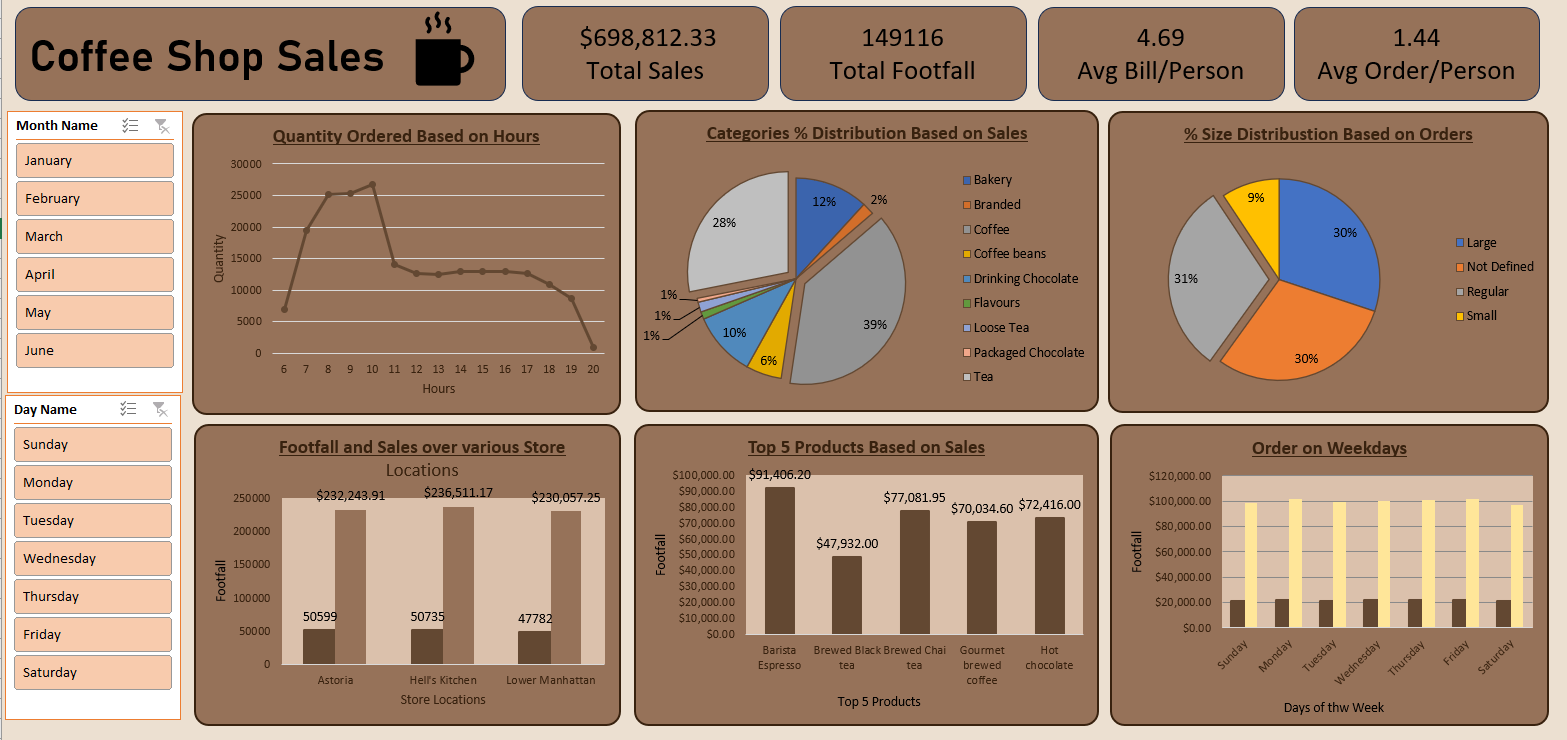 Coffee Shop Sales
$698,812.33
Total Sales
149116
Total Footfall
4.69
Avg Bill/Person
1.44
Avg Order/Person
Month Name
January
February
March
April
May
June
Day Name
Sunday
Monday
Tuesday
Wednesday
Thursday
Friday
Saturday
Quantity Ordered Based on Hours
Quantity
30000
25000
20000
15000
10000
5000
0
6 7 8 9 10 11 12 13 14 15 16 17 18 19 20
Hours
Categories % Distribution Based on Sales
12%
2%
39%
6%
10%
1%
1%
1%
28%
Bakery
Branded
Coffee
Coffee beans
Drinking Chocolate
Flavours
Loose Tea
Packaged Chocolate
Tea
% Size Distribustion Based on Orders
30%
30%
31%
9%
Large
Not Defined
Regular
Small
Footfall and Sales over various Store
Locations
Footfall
250000
200000
150000
100000
50000
0
$232,243.91
$236,511.17
$230,057.25
50599
50735
47782
Astoria
Hell's Kitchen
Lower Manhattan
Store Locations
Top 5 Products Based on Sales
Footfall
$100,000.00
$90,000.00
$80,000.00
$70,000.00
$60,000.00
$50,000.00
$40,000.00
$30,000.00
$20,000.00
$10,000.00
$0.00
$91,406.20
$47,932.00
$77,081.95
$70,034.60
$72,416.00
Barista
Espresso
Brewed Black
tea
Brewed Chai
tea
Gourmet
brewed
coffee
Hot
chocolate
Top 5 Products
Order on Weekdays
Footfall
$120,000.00
$100,000.00
$80,000.00
$60,000.00
$40,000.00
$20,000.00
$0.00
Sunday
Monday
Tuesday
Wednesday
Thursday
Friday
Saturday
Days of thw Week